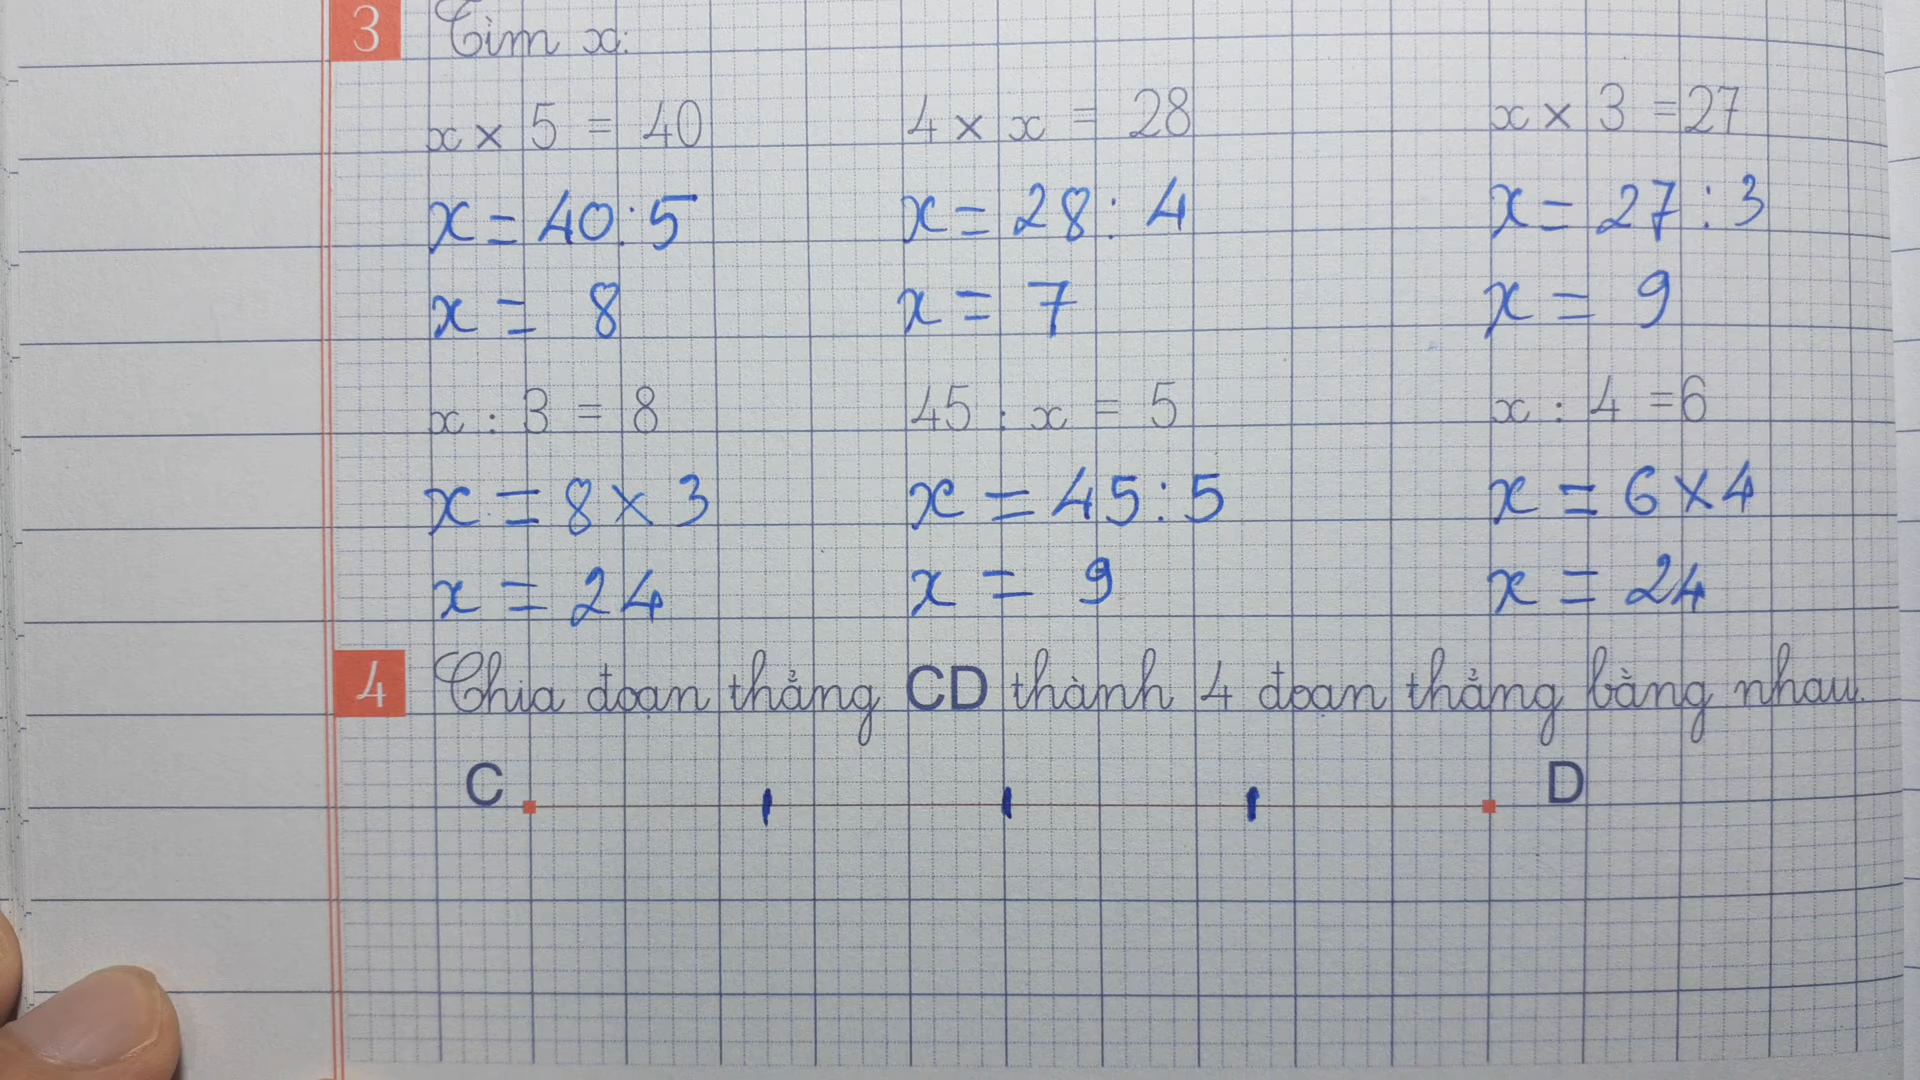 3 Tìm x:
x × 5 = 40 4 × x = 28 x × 3 = 27
x = 40 : 5 x = 28 : 4 x = 27 : 3
x = 8 x = 7 x = 9
x : 3 = 8 45 : x = 5 x : 4 = 6
x = 8 × 3 x = 45 : 5 x = 6 × 4
x = 24 x = 9 x = 24
4 Chia đoạn thẳng CD thành 4 đoạn thẳng bằng nhau.
C D